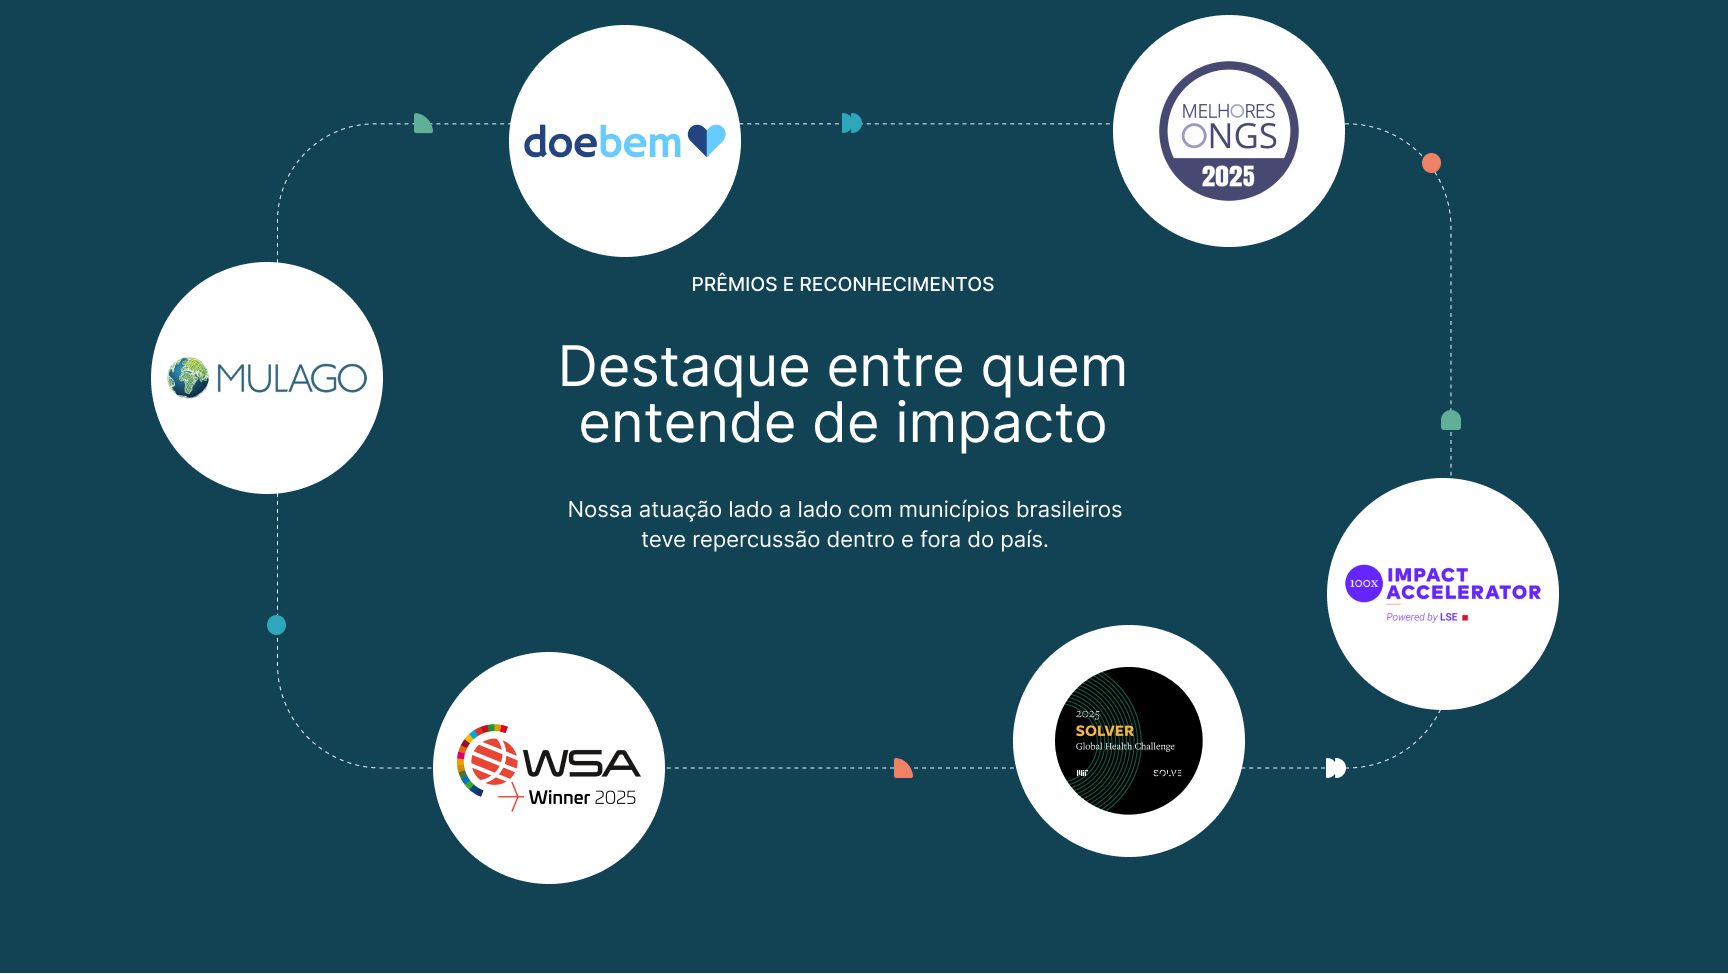 doebem
MELHORES
ONGS
2025
PRÊMIOS E RECONHECIMENTOS
Destaque entre quem
entende de impacto
MULAGO
Nossa atuação lado a lado com municípios brasileiros
teve repercussão dentro e fora do país.
100X
IMPACT
ACCELERATOR
Powered by LSE
2025
SOLVER
Global Health Challenge
MIT
SOLVE
WSA
Winner 2025